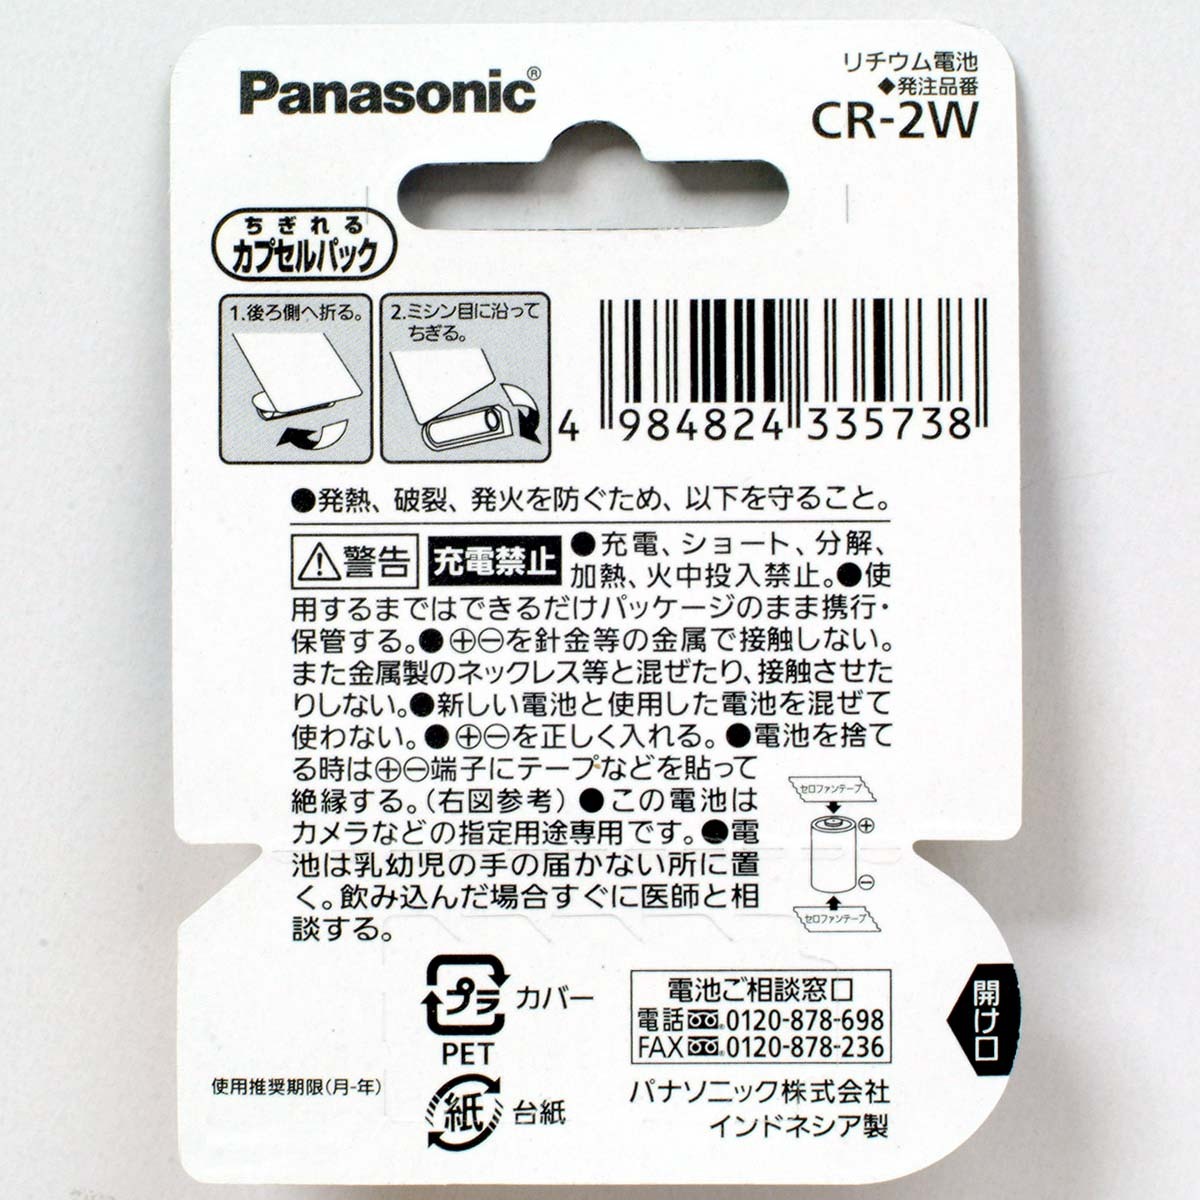 Panasonic®
リチウム電池
◆発注品番
CR-2W
ちぎれる
カプセルパック
1.後ろ側へ折る。
2.ミシン目に沿って
ちぎる。
4 984824 335738
●発熱、破裂、発火を防ぐため、以下を守ること。
警告 充電禁止 ●充電、ショート、分解、
加熱、火中投入禁止。●使
用するまではできるだけパッケージのまま携行・
保管する。●⊕⊖を針金等の金属で接触しない。
また金属製のネックレス等と混ぜたり、接触させた
りしない。●新しい電池と使用した電池を混ぜて
使わない。●⊕⊖を正しく入れる。●電池を捨て
る時は⊕⊖端子にテープなどを貼って
絶縁する。(右図参考)●この電池は
カメラなどの指定用途専用です。●電
池は乳幼児の手の届かない所に置
く。飲み込んだ場合すぐに医師と相
談する。
セロファンテープ
⊕
⊖
セロファンテープ
プラ カバー
PET
紙 台紙
電池ご相談窓口
電話 0120-878-698
FAX 0120-878-236
開け口
使用推奨期限(月-年)
パナソニック株式会社
インドネシア製